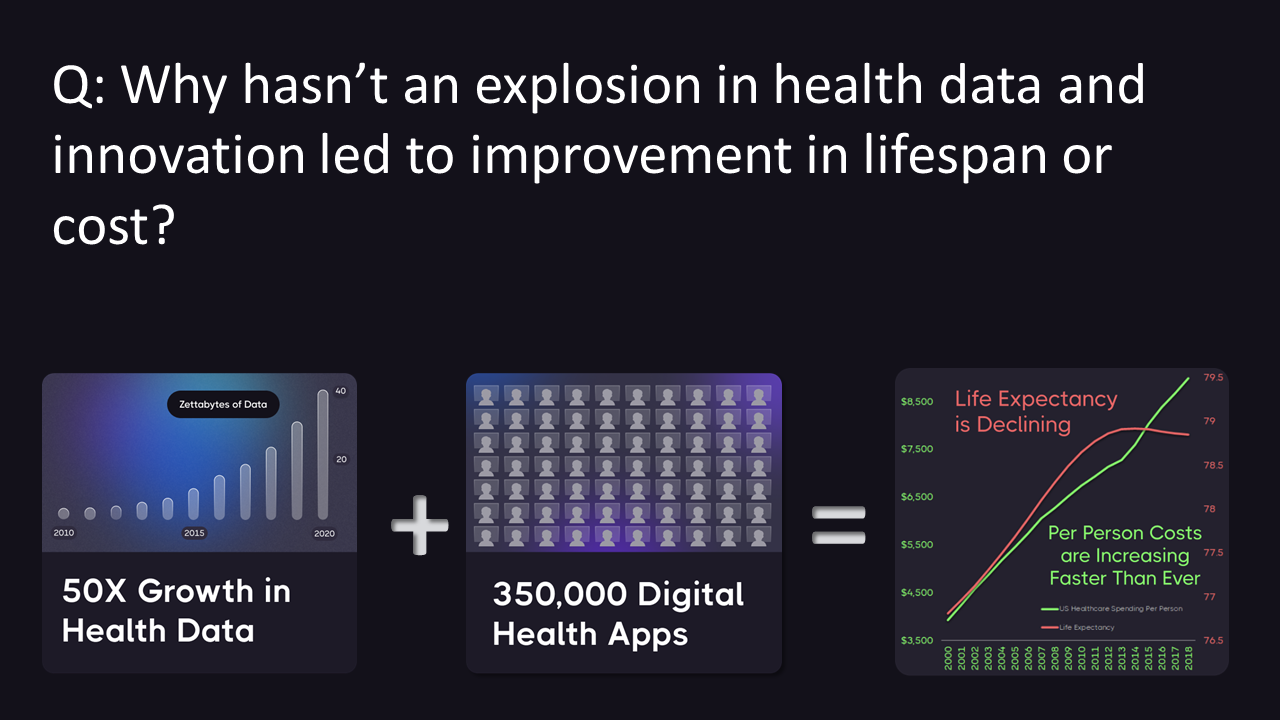 Q: Why hasn’t an explosion in health data and
innovation led to improvement in lifespan or
cost?
Zettabytes of Data
40
20
2010
2015
2020
50X Growth in
Health Data
+
350,000 Digital
Health Apps
=
Life Expectancy
is Declining
$8,500
$7,500
$6,500
$5,500
$4,500
$3,500
79.5
79
78.5
78
77.5
77
76.5
Per Person Costs
are Increasing
Faster Than Ever
US Healthcare Spending Per Person
Life Expectancy
2000
2001
2002
2003
2004
2005
2006
2007
2008
2009
2010
2011
2012
2013
2014
2015
2016
2017
2018